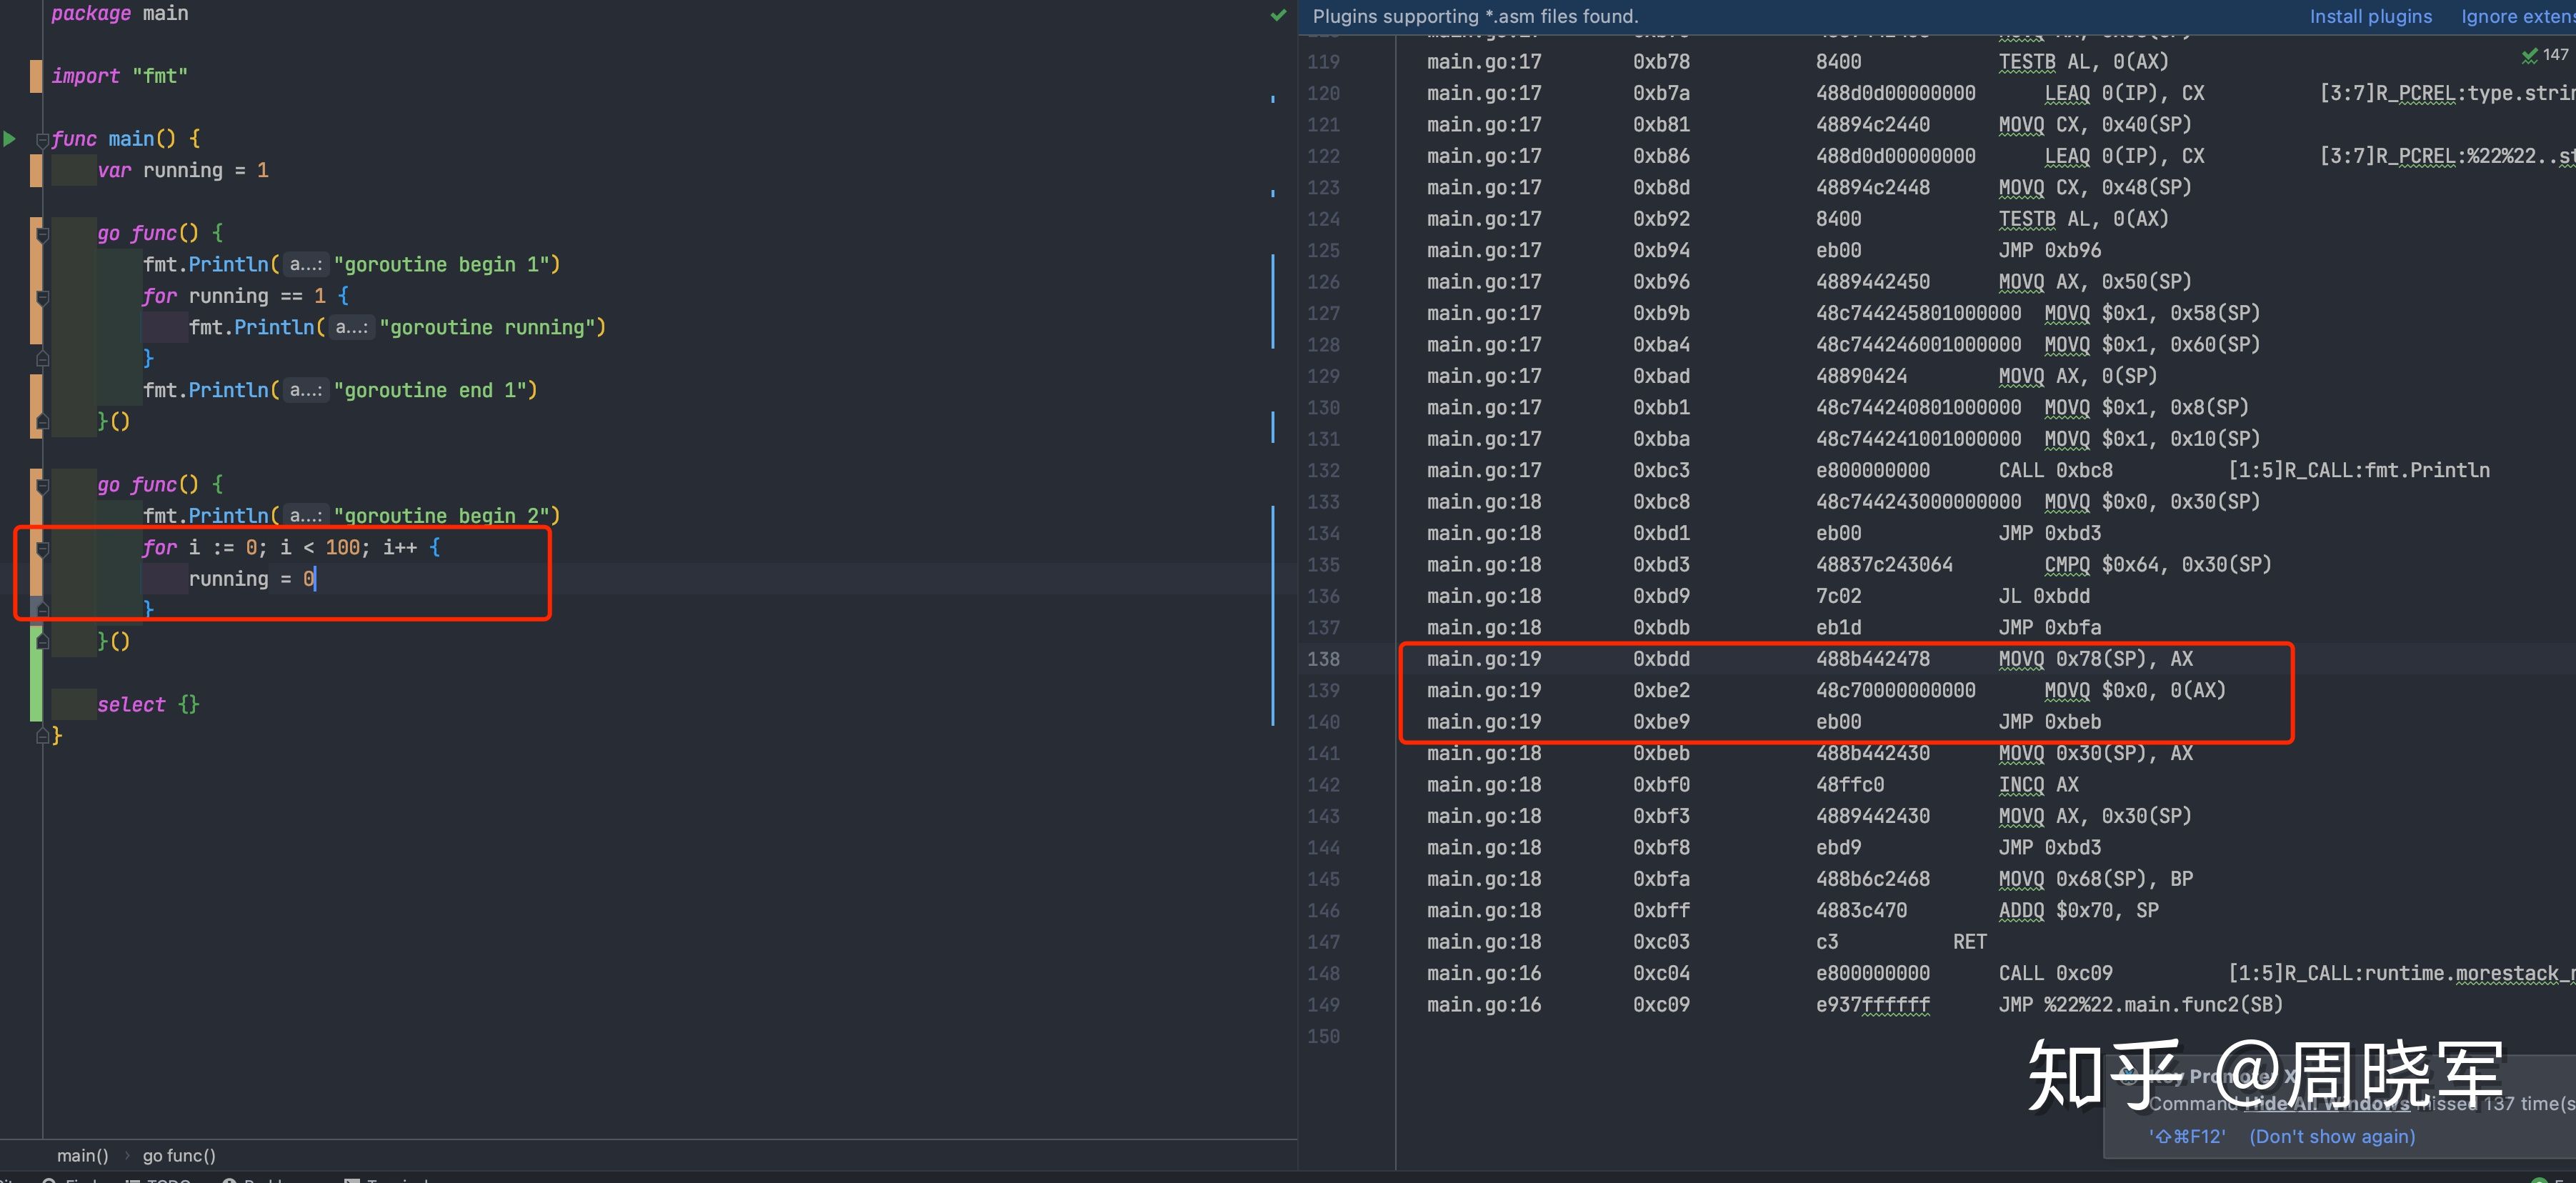 package main
import "fmt"
func main() {
var running = 1
go func() {
fmt.Println( a...: "goroutine begin 1")
for running == 1 {
fmt.Println( a...: "goroutine running")
}
fmt.Println( a...: "goroutine end 1")
}()
go func() {
fmt.Println( a...: "goroutine begin 2")
for i := 0; i < 100; i++ {
running = 0
}
}()
select {}
}
main() › go func()
Plugins supporting *.asm files found. Install plugins Ignore exten
147
119 main.go:17 0xb78 8400 TESTB AL, 0(AX)
120 main.go:17 0xb7a 488d0d00000000 LEAQ 0(IP), CX [3:7]R_PCREL:type.strin
121 main.go:17 0xb81 48894c2440 MOVQ CX, 0x40(SP)
122 main.go:17 0xb86 488d0d00000000 LEAQ 0(IP), CX [3:7]R_PCREL:%22%22..st
123 main.go:17 0xb8d 48894c2448 MOVQ CX, 0x48(SP)
124 main.go:17 0xb92 8400 TESTB AL, 0(AX)
125 main.go:17 0xb94 eb00 JMP 0xb96
126 main.go:17 0xb96 4889442450 MOVQ AX, 0x50(SP)
127 main.go:17 0xb9b 48c744245801000000 MOVQ $0x1, 0x58(SP)
128 main.go:17 0xba4 48c744246001000000 MOVQ $0x1, 0x60(SP)
129 main.go:17 0xbad 48890424 MOVQ AX, 0(SP)
130 main.go:17 0xbb1 48c744240801000000 MOVQ $0x1, 0x8(SP)
131 main.go:17 0xbba 48c744241001000000 MOVQ $0x1, 0x10(SP)
132 main.go:17 0xbc3 e800000000 CALL 0xbc8 [1:5]R_CALL:fmt.Println
133 main.go:18 0xbc8 48c744243000000000 MOVQ $0x0, 0x30(SP)
134 main.go:18 0xbd1 eb00 JMP 0xbd3
135 main.go:18 0xbd3 48837c243064 CMPQ $0x64, 0x30(SP)
136 main.go:18 0xbd9 7c02 JL 0xbdd
137 main.go:18 0xbdb eb1d JMP 0xbfa
138 main.go:19 0xbdd 488b442478 MOVQ 0x78(SP), AX
139 main.go:19 0xbe2 48c70000000000 MOVQ $0x0, 0(AX)
140 main.go:19 0xbe9 eb00 JMP 0xbeb
141 main.go:18 0xbeb 488b442430 MOVQ 0x30(SP), AX
142 main.go:18 0xbf0 48ffc0 INCQ AX
143 main.go:18 0xbf3 4889442430 MOVQ AX, 0x30(SP)
144 main.go:18 0xbf8 ebd9 JMP 0xbd3
145 main.go:18 0xbfa 488b6c2468 MOVQ 0x68(SP), BP
146 main.go:18 0xbff 4883c470 ADDQ $0x70, SP
147 main.go:18 0xc03 c3 RET
148 main.go:16 0xc04 e800000000 CALL 0xc09 [1:5]R_CALL:runtime.morestack_n
149 main.go:16 0xc09 e937ffffff JMP %22%22.main.func2(SB)
150
知乎 @周晓军
Key Promoter X
Command Hide All Windows missed 137 time(s
'⇧⌘F12' (Don't show again)